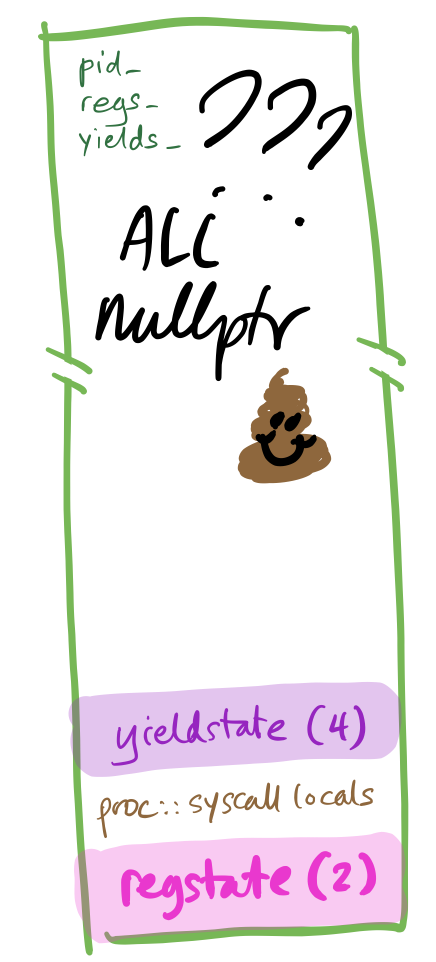 pid_
regs_
yields_
???
ALL
nullptr
yieldstate (4)
proc:: syscall locals
regstate (2)